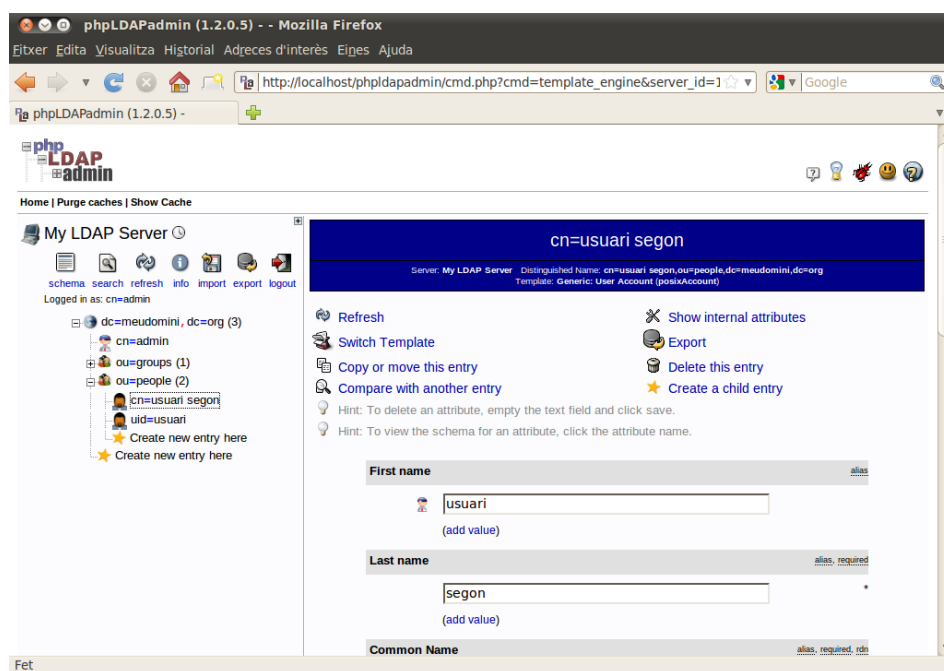 phpLDAPadmin (1.2.0.5) - - Mozilla Firefox
Fitxer Edita Visualitza Historial Adreces d'interès Eines Ajuda
http://localhost/phpldapadmin/cmd.php?cmd=template_engine&server_id=1
Google
phpLDAPadmin (1.2.0.5) -
php
LDAP
admin
Home | Purge caches | Show Cache
My LDAP Server
schema search refresh info import export logout
Logged in as: cn=admin
dc=meudomini, dc=org (3)
cn=admin
ou=groups (1)
ou=people (2)
cn=usuari segon
uid=usuari
Create new entry here
Create new entry here
cn=usuari segon
Server: My LDAP Server Distinguished Name: cn=usuari segon,ou=people,dc=meudomini,dc=org
Template: Generic: User Account (posixAccount)
Refresh
Show internal attributes
Switch Template
Export
Copy or move this entry
Delete this entry
Compare with another entry
Create a child entry
Hint: To delete an attribute, empty the text field and click save.
Hint: To view the schema for an attribute, click the attribute name.
First name alias
usuari
(add value)
Last name alias, required
segon *
(add value)
Common Name alias, required, rdn
Fet